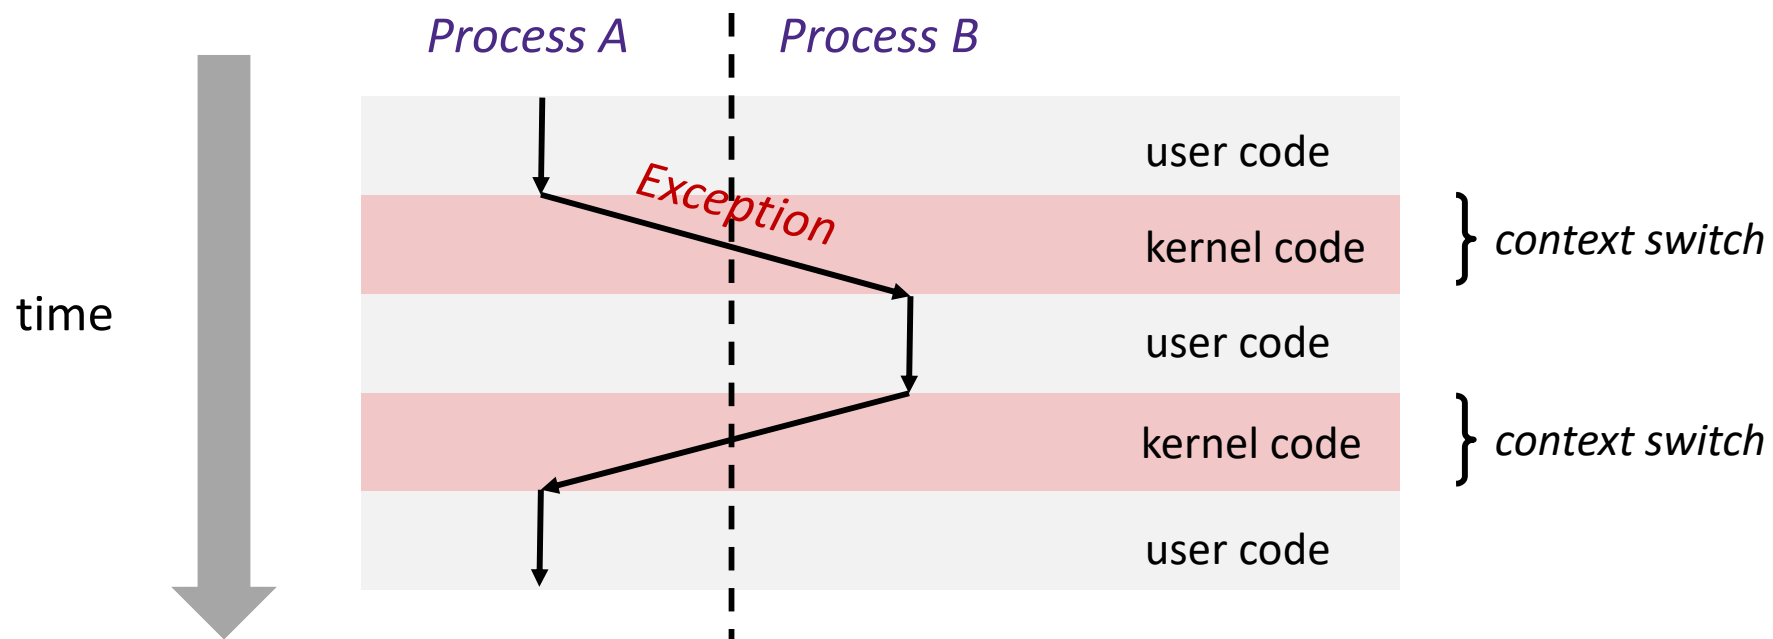 Process A
Process B
user code
Exception
kernel code
context switch
time
user code
kernel code
context switch
user code